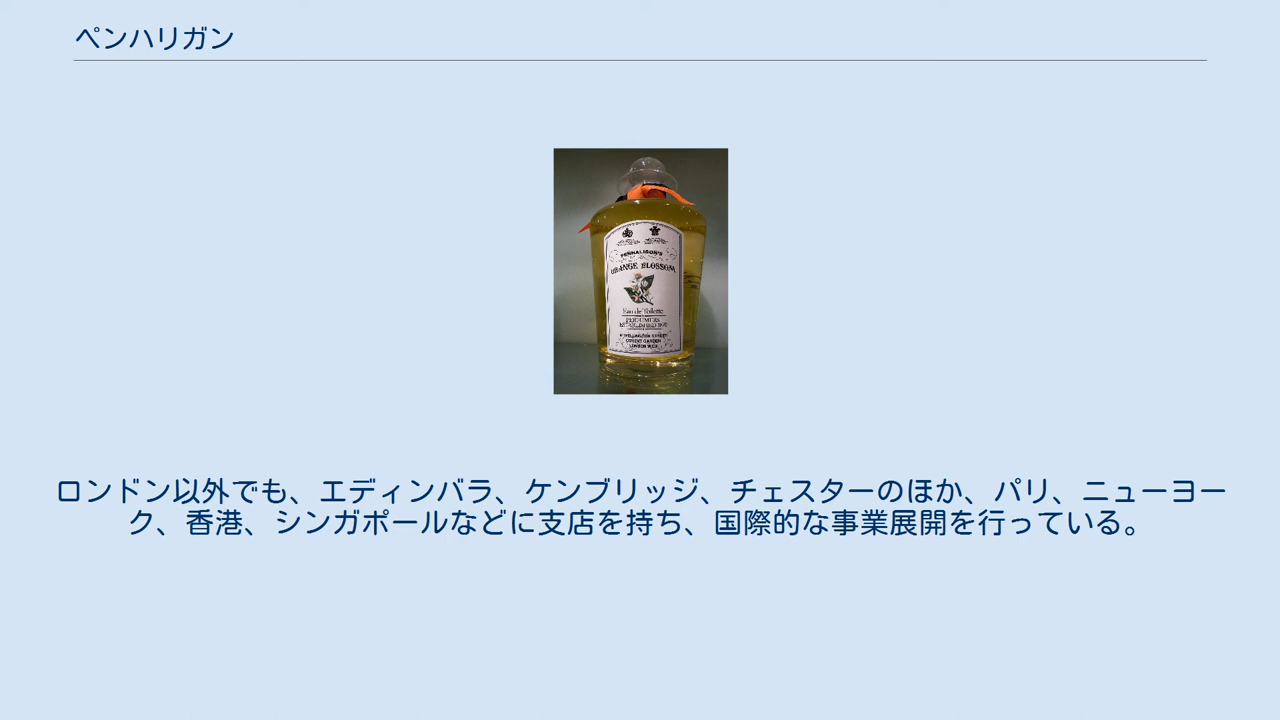 ペンハリガン
PENHALIGON'S
ORANGE BLOSSOM
Eau de Toilette
PERFUMERS
COVENT GARDEN
ロンドン以外でも、エディンバラ、ケンブリッジ、チェスターのほか、パリ、ニューヨー
ク、香港、シンガポールなどに支店を持ち、国際的な事業展開を行っている。